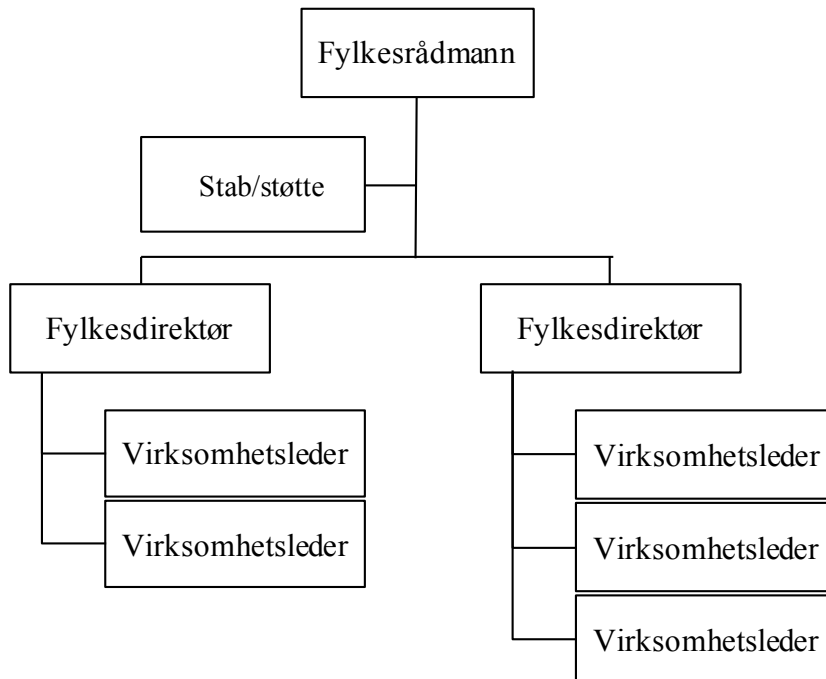 Fylkesrådmann
Stab/støtte
Fylkesdirektør
Fylkesdirektør
Virksomhetsleder
Virksomhetsleder
Virksomhetsleder
Virksomhetsleder
Virksomhetsleder